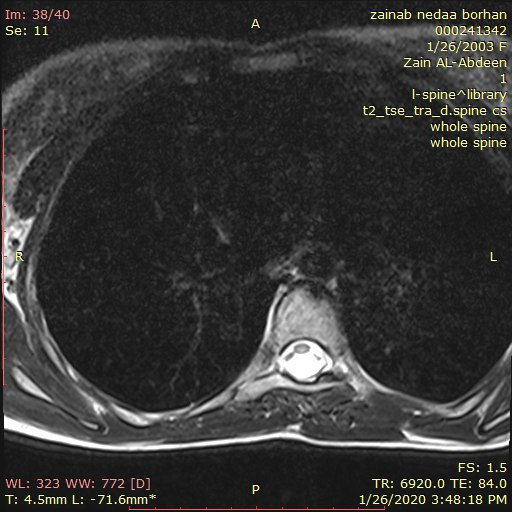 Im: 38/40
Se: 11
A
zainab nedaa borhan
000241342
1/26/2003 F
Zain AL-Abdeen
1
l-spine^library
t2_tse_tra_d.spine cs
whole spine
whole spine
R
L
WL: 323 WW: 772 [D]
T: 4.5mm L: -71.6mm*
P
FS: 1.5
TR: 6920.0 TE: 84.0
1/26/2020 3:48:18 PM